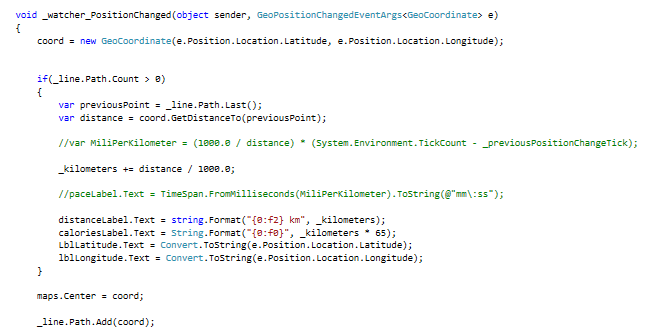 void _watcher_PositionChanged(object sender, GeoPositionChangedEventArgs<GeoCoordinate> e)
{
coord = new GeoCoordinate(e.Position.Location.Latitude, e.Position.Location.Longitude);
if(_line.Path.Count > 0)
{
var previousPoint = _line.Path.Last();
var distance = coord.GetDistanceTo(previousPoint);
//var MiliPerKilometer = (1000.0 / distance) * (System.Environment.TickCount - _previousPositionChangeTick);
_kilometers += distance / 1000.0;
//paceLabel.Text = TimeSpan.FromMilliseconds(MiliPerKilometer).ToString(@"mm\:ss");
distanceLabel.Text = string.Format("{0:f2} km", _kilometers);
caloriesLabel.Text = String.Format("{0:f0}", _kilometers * 65);
LblLatitude.Text = Convert.ToString(e.Position.Location.Latitude);
lblLongitude.Text = Convert.ToString(e.Position.Location.Longitude);
}
maps.Center = coord;
_line.Path.Add(coord);